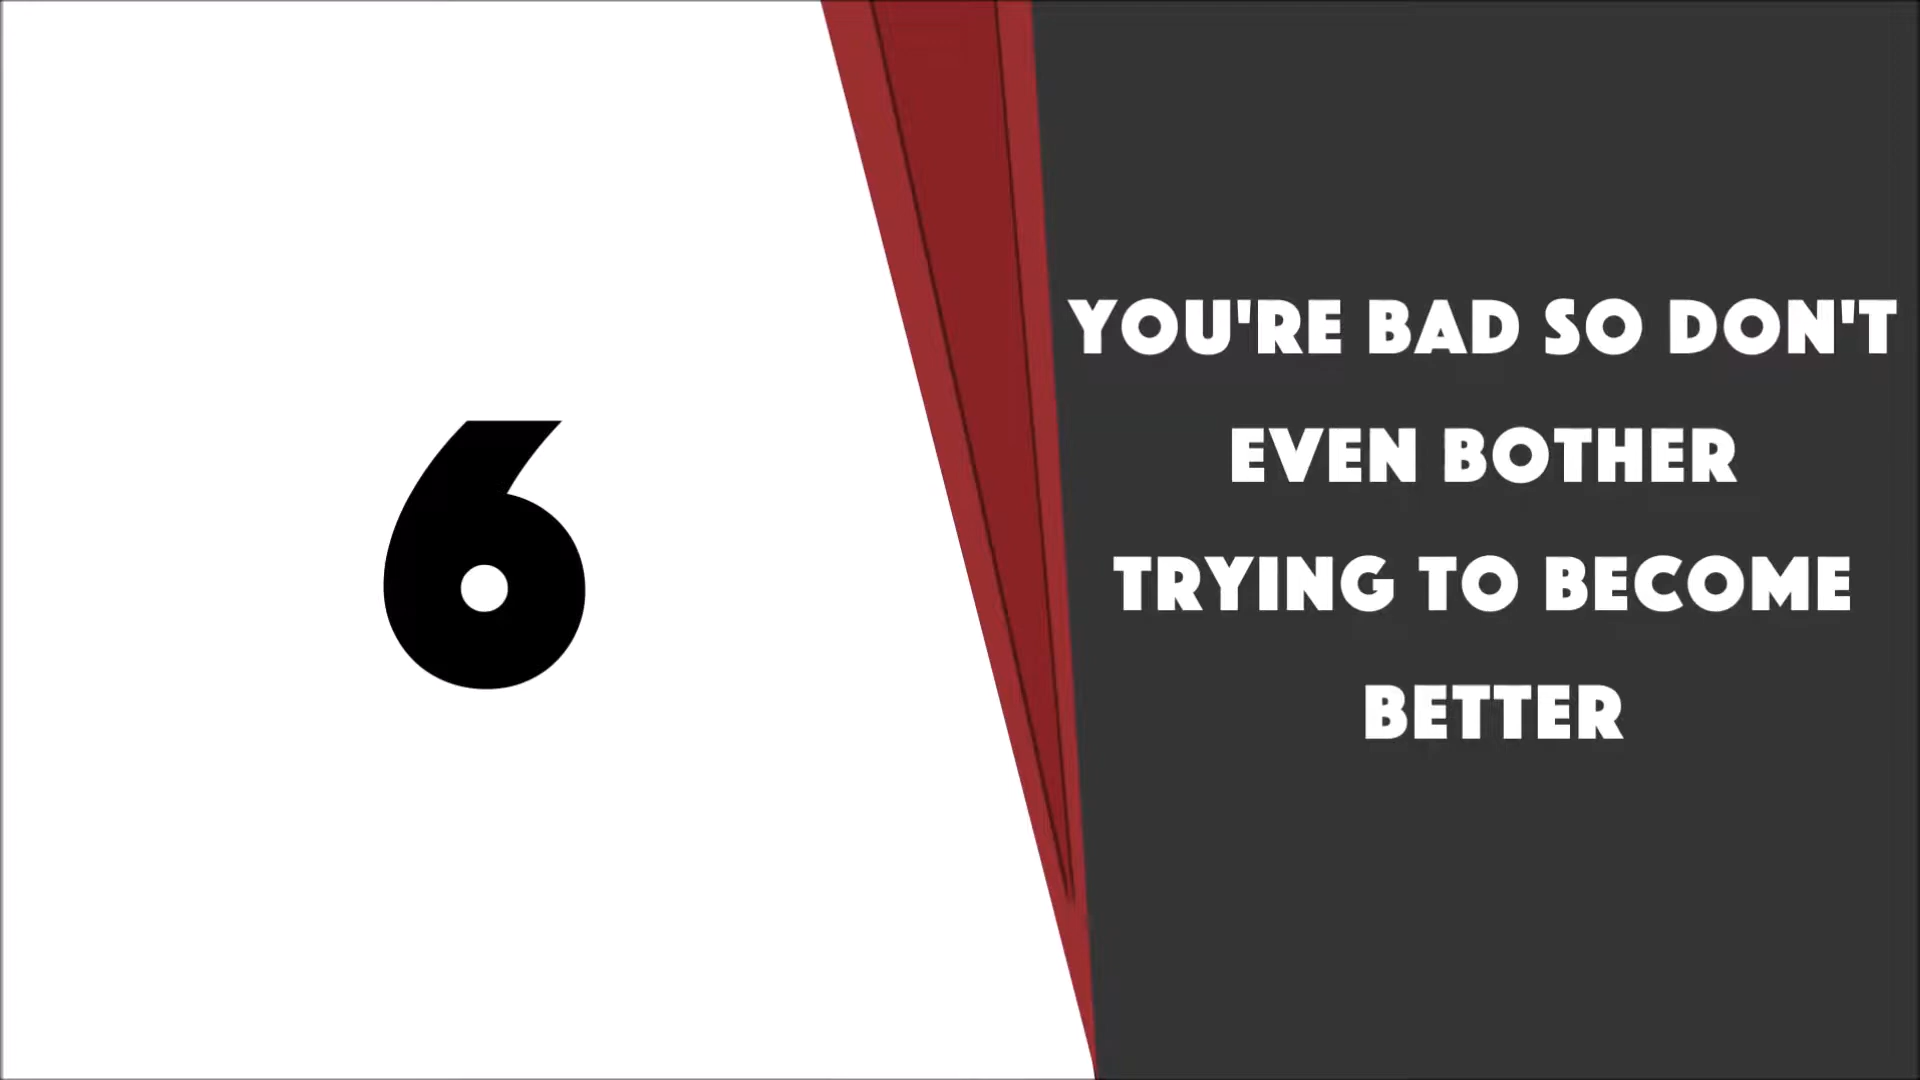 6
YOU'RE BAD SO DON'T
EVEN BOTHER
TRYING TO BECOME
BETTER